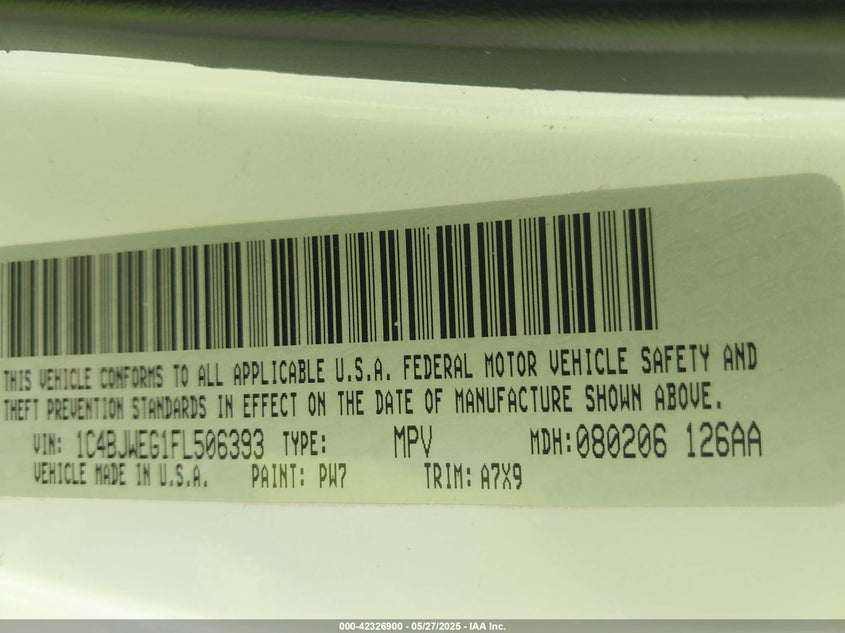 THIS VEHICLE CONFORMS TO ALL APPLICABLE U.S.A. FEDERAL MOTOR VEHICLE SAFETY AND
THEFT PREVENTION STANDARDS IN EFFECT ON THE DATE OF MANUFACTURE SHOWN ABOVE.
VIN: 1C4BJWEG1FL506393 TYPE: MPV MDH:080206 126AA
VEHICLE MADE IN U.S.A. PAINT: PW7 TRIM: A7X9
000-42326900 - 05/27/2025 - IAA Inc.